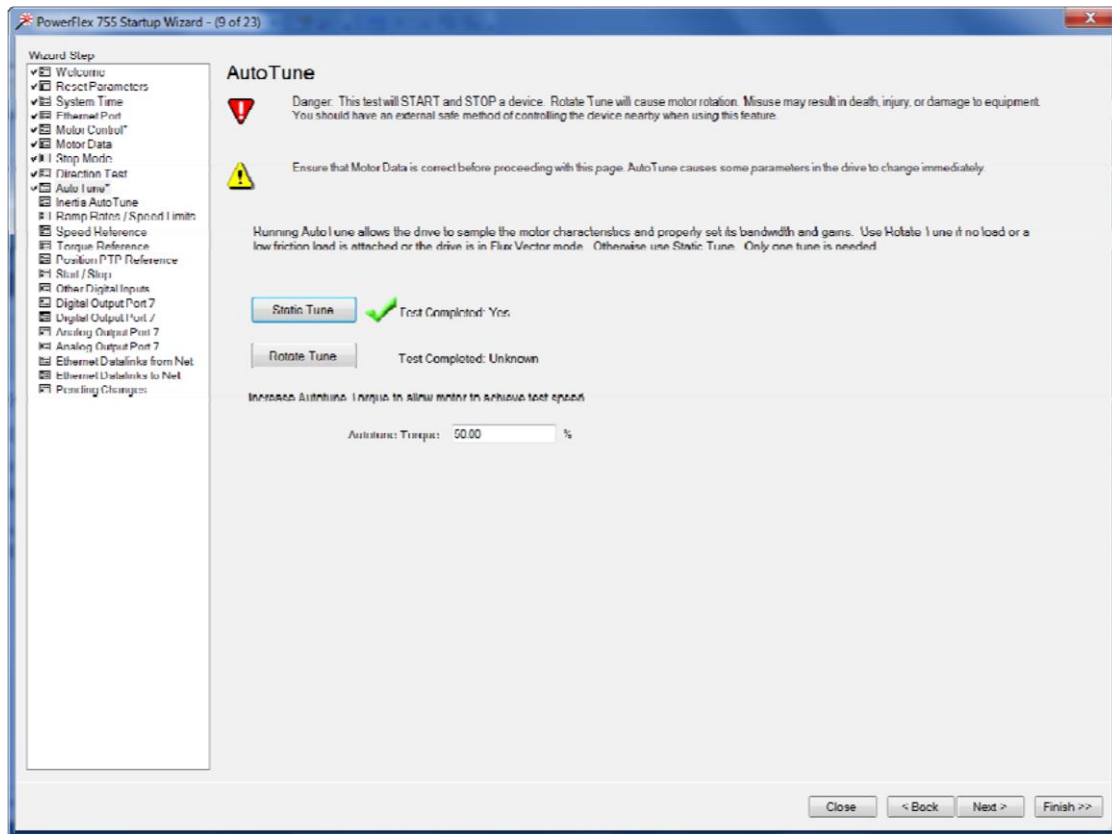 PowerFlex 755 Startup Wizard - (9 of 23)
Wizard Step
Welcome
Reset Parameters
System Time
Ethernet Port
Motor Control*
Motor Data
Stop Mode
Direction Test
AutoTune*
Inertia AutoTune
Ramp Rates / Speed Limits
Speed Reference
Torque Reference
Position PTP Reference
Start / Stop
Other Digital Inputs
Digital Output Port 7
Digital Output Port 7
Analog Output Port 7
Analog Output Port 7
Ethernet Datalinks from Net
Ethernet Datalinks to Net
Pending Changes
AutoTune
Danger: This test will START and STOP a device. Rotate Tune will cause motor rotation. Misuse may result in death, injury, or damage to equipment.
You should have an external safe method of controlling the device nearby when using this feature.
Ensure that Motor Data is correct before proceeding with this page. AutoTune causes some parameters in the drive to change immediately.
Running AutoTune allows the drive to sample the motor characteristics and properly set its bandwidth and gains. Use Rotate Tune if no load or a
low friction load is attached or the drive is in Flux Vector mode. Otherwise use Static Tune. Only one tune is needed.
Static Tune
Test Completed: Yes
Rotate Tune
Test Completed: Unknown
Increase Autotune Torque to allow motor to achieve test speed.
Autotune Torque: 50.00 %
Close
< Back
Next >
Finish >>